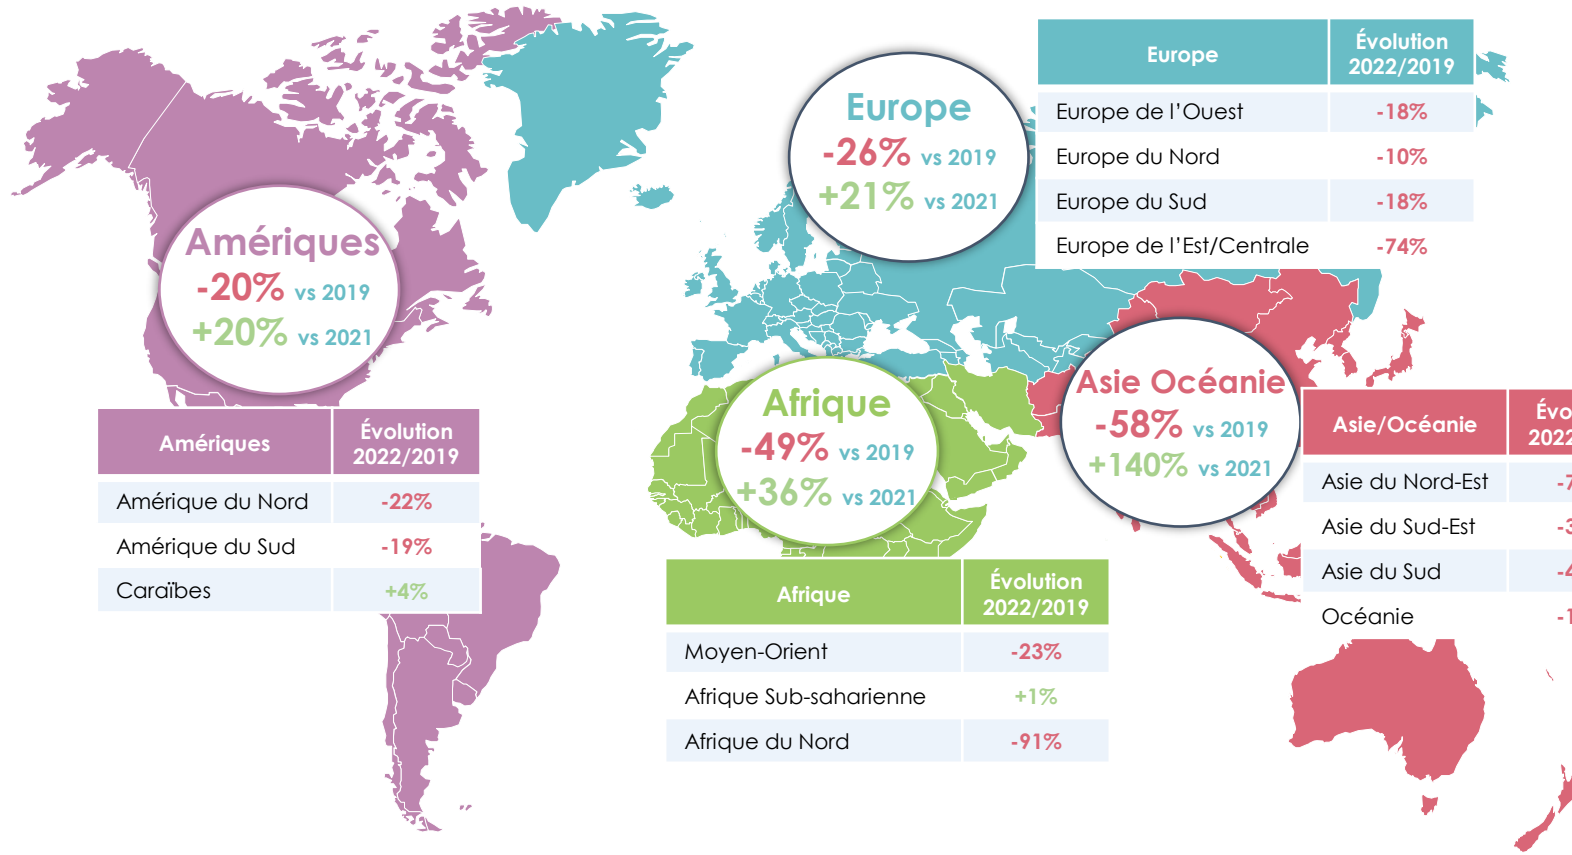 Europe
-26% vs 2019
+21% vs 2021
Europe Évolution 2022/2019
Europe de l’Ouest -18%
Europe du Nord -10%
Europe du Sud -18%
Europe de l’Est/Centrale -74%
Amériques
-20% vs 2019
+20% vs 2021
Amériques Évolution 2022/2019
Amérique du Nord -22%
Amérique du Sud -19%
Caraïbes +4%
Afrique
-49% vs 2019
+36% vs 2021
Afrique Évolution 2022/2019
Moyen-Orient -23%
Afrique Sub-saharienne +1%
Afrique du Nord -91%
Asie Océanie
-58% vs 2019
+140% vs 2021
Asie/Océanie
Asie du Nord-Est
Asie du Sud-Est
Asie du Sud
Océanie